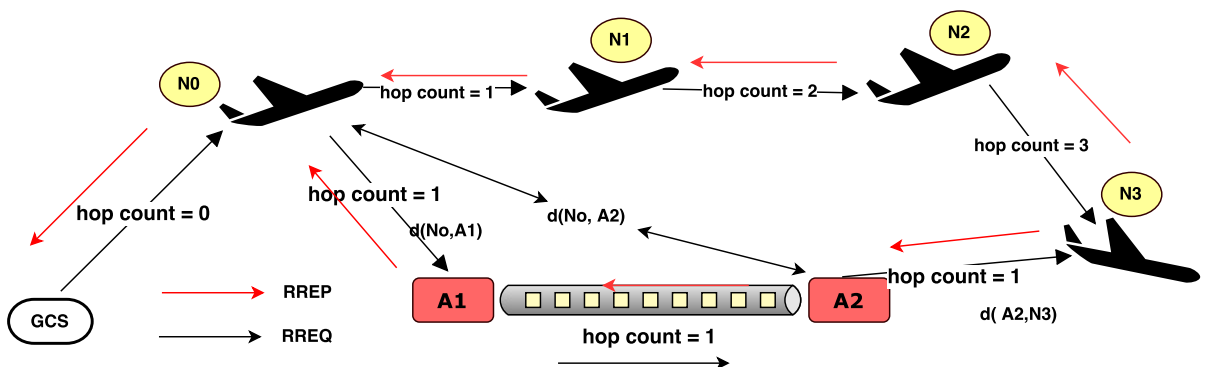 N0
N1
N2
hop count = 1
hop count = 2
hop count = 3
hop count = 1
hop count = 0
N3
d(No, A2)
d(No,A1)
hop count = 1
A1
A2
RREP
GCS
RREQ
hop count = 1
d( A2,N3)